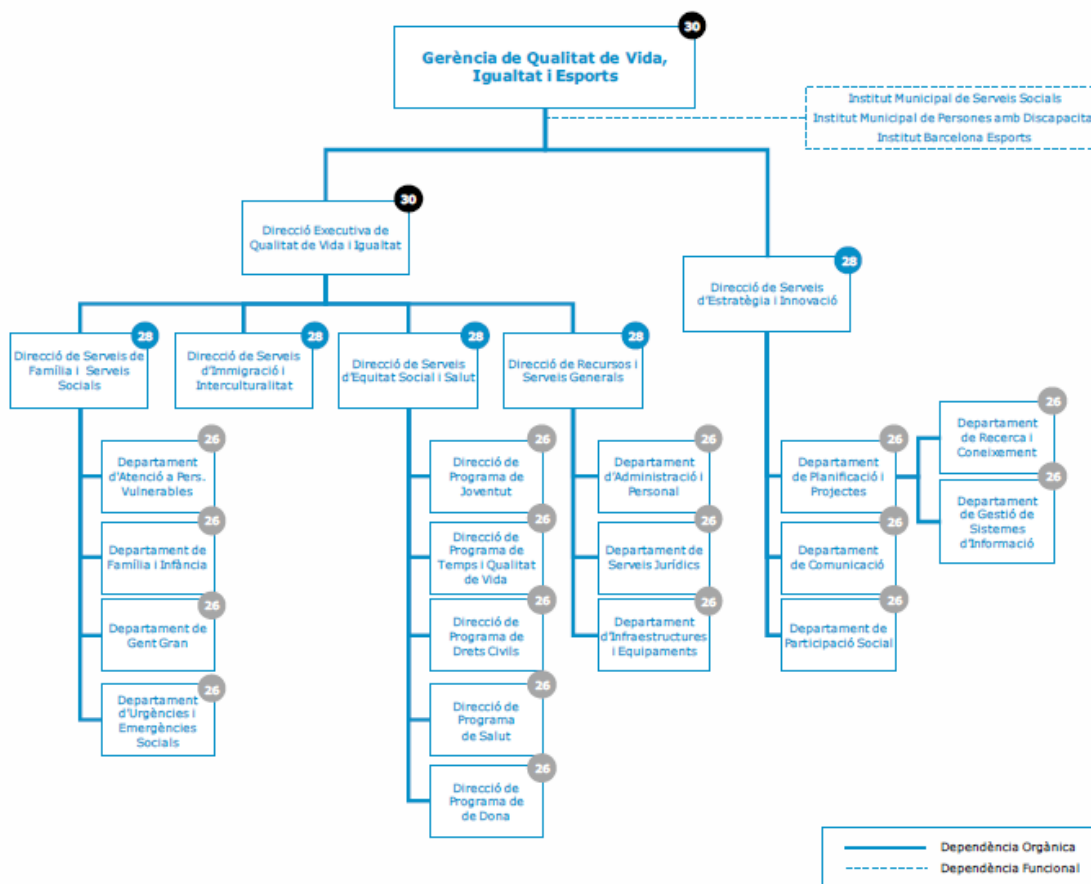 30
Gerència de Qualitat de Vida,
Igualtat i Esports
Institut Municipal de Serveis Socials
Institut Municipal de Persones amb Discapacita
Institut Barcelona Esports
30
Direcció Executiva de
Qualitat de Vida i Igualtat
28
Direcció de Serveis
d'Estratègia i Innovació
28
Direcció de Serveis de
Família i Serveis
Socials
28
Direcció de Serveis
d'Immigració i
Interculturalitat
28
Direcció de Serveis
d'Equitat Social i Salut
28
Direcció de Recursos i
Serveis Generals
26
Departament
d'Atenció a Pers.
Vulnerables
26
Departament de
Família i Infància
26
Departament de
Gent Gran
26
Departament
d'Urgències i
Emergències
Socials
26
Direcció de
Programa de
Joventut
26
Direcció de
Programa de
Temps i Qualitat
de Vida
26
Direcció de
Programa de
Drets Civils
26
Direcció de
Programa
de Salut
26
Direcció de
Programa de
de Dona
26
Departament
d'Administració i
Personal
26
Departament de
Serveis Jurídics
26
Departament
d'Infraestructures
i Equipaments
26
Departament
de Planificació i
Projectes
26
Departament
de Comunicació
26
Departament de
Participació Social
26
Departament
de Recerca i
Coneixement
26
Departament
de Gestió de
Sistemes
d'Informació
Dependència Orgànica
Dependència Funcional